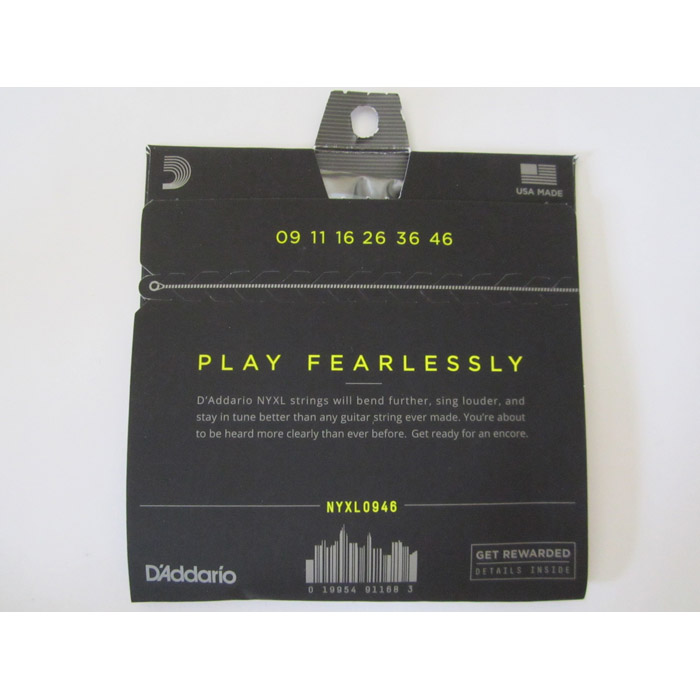 USA MADE
09 11 16 26 36 46
PLAY FEARLESSLY
D'Addario NYXL strings will bend further, sing louder, and
stay in tune better than any guitar string ever made. You're about
to be heard more clearly than ever before. Get ready for an encore.
NYXL0946
D'Addario
0 19954 91168 3
GET REWARDED
DETAILS INSIDE